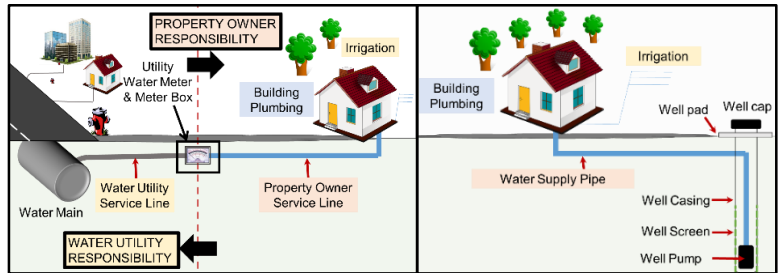 PROPERTY OWNER
RESPONSIBILITY
Utility
Water Meter
& Meter Box
Irrigation
Building
Plumbing
Water Main
Water Utility
Service Line
Property Owner
Service Line
WATER UTILITY
RESPONSIBILITY
Irrigation
Building
Plumbing
Well cap
Well pad
Water Supply Pipe
Well Casing
Well Screen
Well Pump